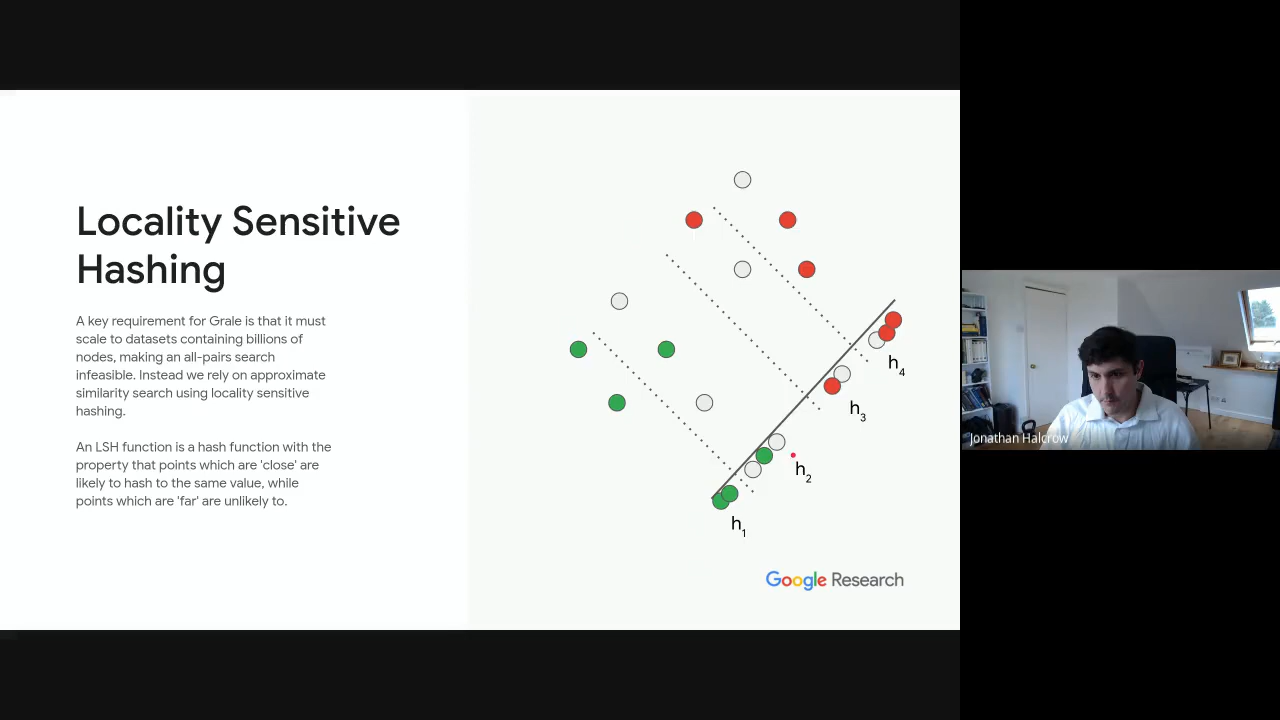 Locality Sensitive
Hashing
A key requirement for Grale is that it must
scale to datasets containing billions of
nodes, making an all-pairs search
infeasible. Instead we rely on approximate
similarity search using locality sensitive
hashing.
An LSH function is a hash function with the
property that points which are 'close' are
likely to hash to the same value, while
points which are 'far' are unlikely to.
h4
h3
h2
h1
Google Research
Jonathan Halcrow